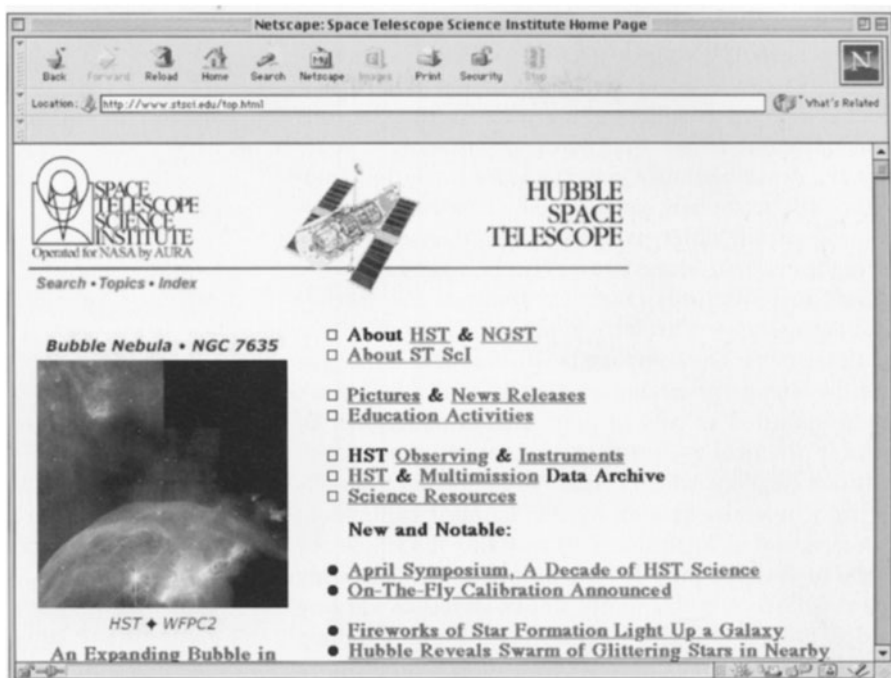 Netscape: Space Telescope Science Institute Home Page
Back Forward Reload Home Search Netscape Images Print Security Stop
N
Location: http://www.stsci.edu/top.html What's Related
SPACE
TELESCOPE
SCIENCE
INSTITUTE
Operated for NASA by AURA
HUBBLE
SPACE
TELESCOPE
Search • Topics • Index
Bubble Nebula • NGC 7635
HST ◆ WFPC2
An Expanding Bubble in
About HST & NGST
About ST ScI
Pictures & News Releases
Education Activities
HST Observing & Instruments
HST & Multimission Data Archive
Science Resources
New and Notable:
● April Symposium, A Decade of HST Science
● On-The-Fly Calibration Announced
● Fireworks of Star Formation Light Up a Galaxy
● Hubble Reveals Swarm of Glittering Stars in Nearby